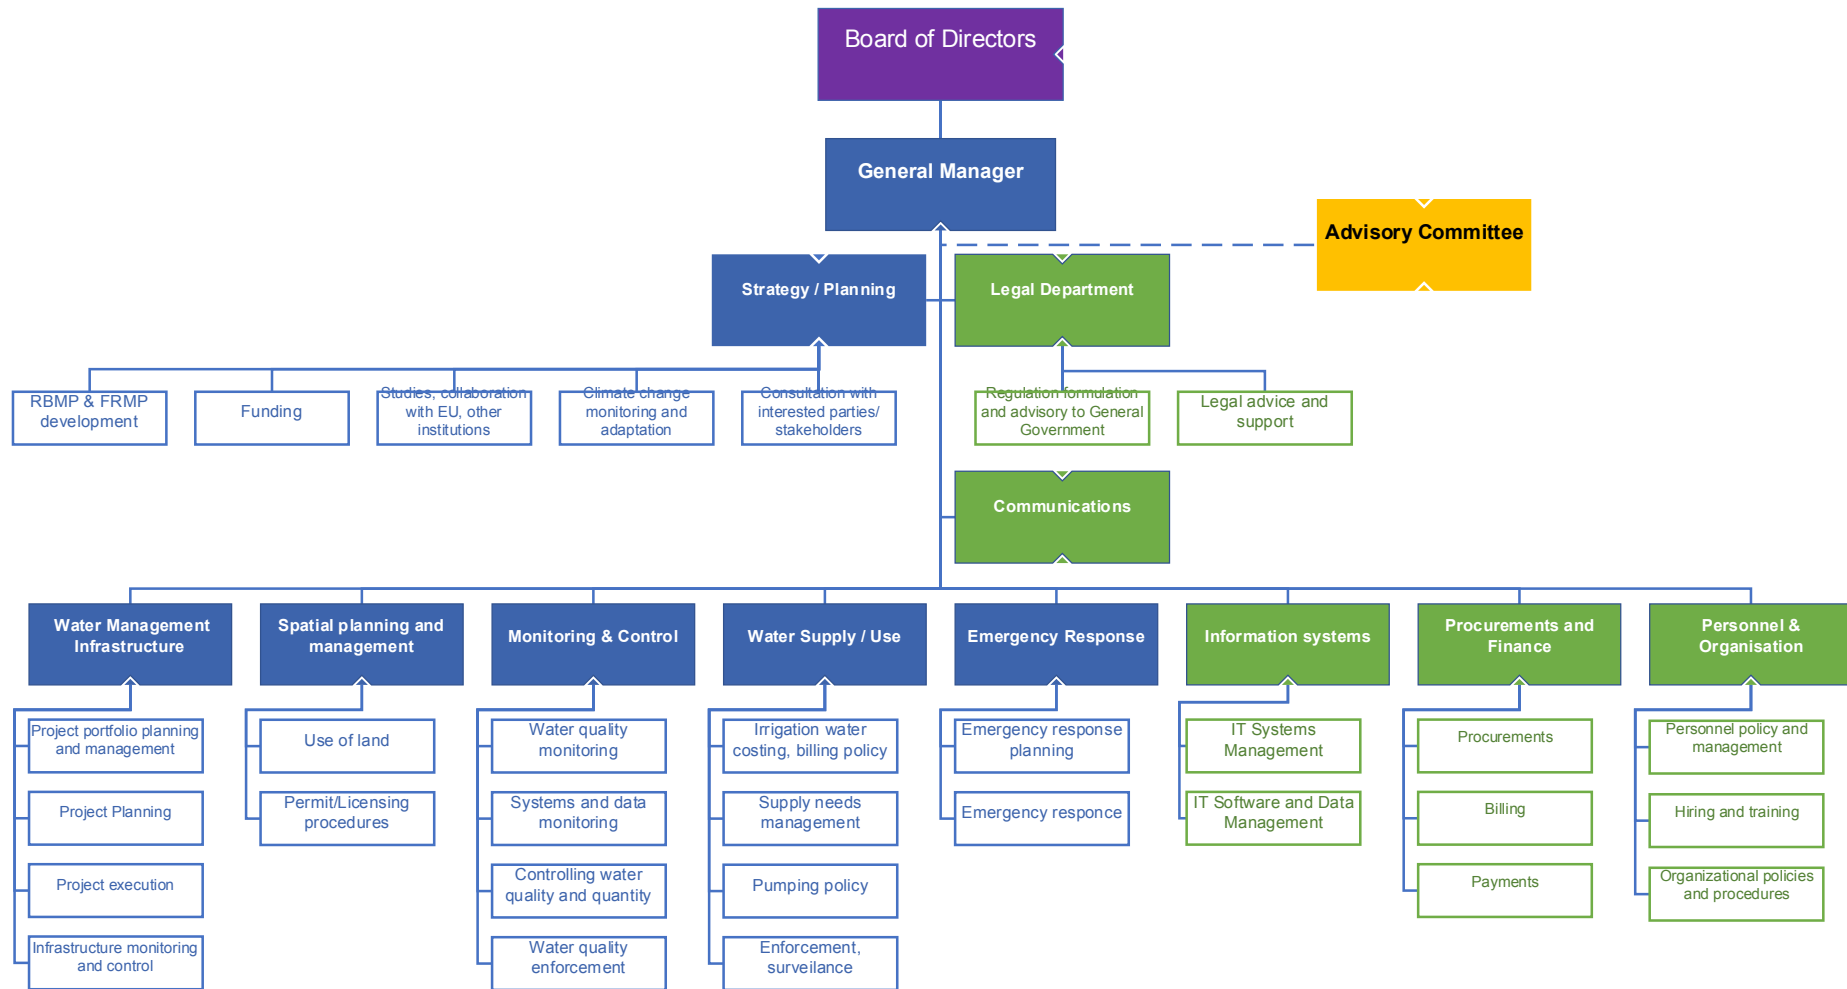 Board of Directors
General Manager
Advisory Committee
Strategy / Planning
Legal Department
RBMP & FRMP
development
Funding
Studies, collaboration
with EU, other
institutions
Climate change
monitoring and
adaptation
Consultation with
interested parties/
stakeholders
Regulation formulation
and advisory to General
Government
Legal advice and
support
Communications
Water Management
Infrastructure
Spatial planning and
management
Monitoring & Control
Water Supply / Use
Emergency Response
Information systems
Procurements and
Finance
Personnel &
Organisation
Project portfolio planning
and management
Project Planning
Project execution
Infrastructure monitoring
and control
Use of land
Permit/Licensing
procedures
Water quality
monitoring
Systems and data
monitoring
Controlling water
quality and quantity
Water quality
enforcement
Irrigation water
costing, billing policy
Supply needs
management
Pumping policy
Enforcement,
surveilance
Emergency response
planning
Emergency responce
IT Systems
Management
IT Software and Data
Management
Procurements
Billing
Payments
Personnel policy and
management
Hiring and training
Organizational policies
and procedures